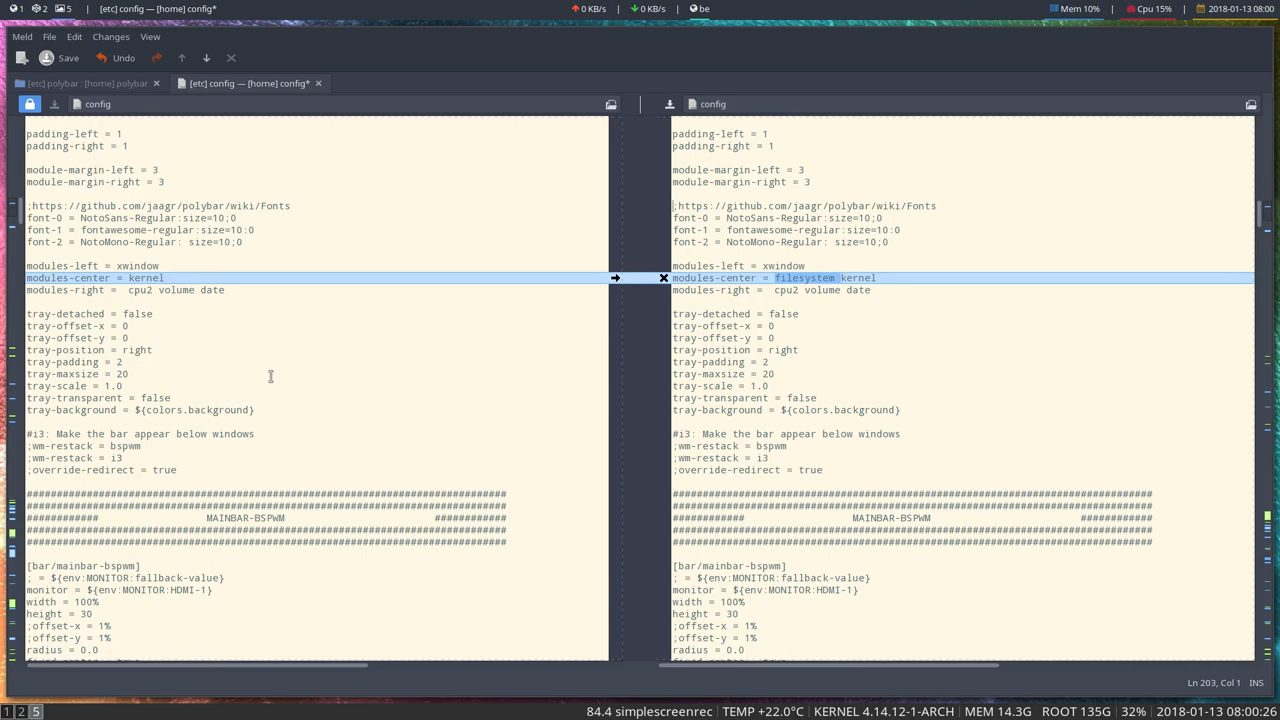 1 2 5 [etc] config — [home] config* 0 KB/s 0 KB/s 0± Mem 10% Cpu 15% 2018-01-13 08:00
Meld File Edit Changes View
Save Undo
[etc] polybar : [home] polybar [etc] config — [home] config*
config
padding-left = 1
padding-right = 1
module-margin-left = 3
module-margin-right = 3
;https://github.com/jaagr/polybar/wiki/Fonts
font-0 = NotoSans-Regular:size=10;0
font-1 = fontawesome-regular:size=10:0
font-2 = NotoMono-Regular: size=10;0
modules-left = xwindow
modules-center = kernel
modules-right =  cpu2 volume date
tray-detached = false
tray-offset-x = 0
tray-offset-y = 0
tray-position = right
tray-padding = 2
tray-maxsize = 20
tray-scale = 1.0
tray-transparent = false
tray-background = ${colors.background}
#i3: Make the bar appear below windows
;wm-restack = bspwm
;wm-restack = i3
;override-redirect = true
################################################################################
################################################################################
############                  MAINBAR-BSPWM                         ############
################################################################################
################################################################################
[bar/mainbar-bspwm]
; = ${env:MONITOR:fallback-value}
monitor = ${env:MONITOR:HDMI-1}
width = 100%
height = 30
;offset-x = 1%
;offset-y = 1%
radius = 0.0
config
padding-left = 1
padding-right = 1
module-margin-left = 3
module-margin-right = 3
;https://github.com/jaagr/polybar/wiki/Fonts
font-0 = NotoSans-Regular:size=10;0
font-1 = fontawesome-regular:size=10:0
font-2 = NotoMono-Regular: size=10;0
modules-left = xwindow
modules-center = filesystem kernel
modules-right =  cpu2 volume date
tray-detached = false
tray-offset-x = 0
tray-offset-y = 0
tray-position = right
tray-padding = 2
tray-maxsize = 20
tray-scale = 1.0
tray-transparent = false
tray-background = ${colors.background}
#i3: Make the bar appear below windows
;wm-restack = bspwm
;wm-restack = i3
;override-redirect = true
################################################################################
################################################################################
############                  MAINBAR-BSPWM                         ############
################################################################################
################################################################################
[bar/mainbar-bspwm]
; = ${env:MONITOR:fallback-value}
monitor = ${env:MONITOR:HDMI-1}
width = 100%
height = 30
;offset-x = 1%
;offset-y = 1%
radius = 0.0
Ln 203, Col 1 INS
1 2 5 84.4 simplescreenrec TEMP +22.0°C KERNEL 4.14.12-1-ARCH MEM 14.3G ROOT 135G 32% 2018-01-13 08:00:26